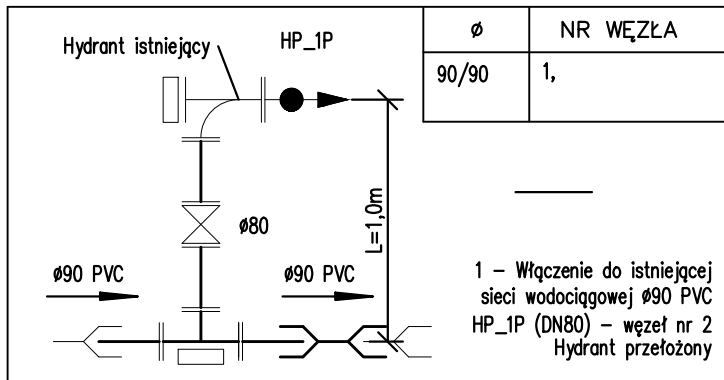 Hydrant istniejący
HP_1P
ø NR WĘZŁA
90/90 1,
L=1,0m
ø80
ø90 PVC
ø90 PVC
1 – Włączenie do istniejącej
sieci wodociągowej ø90 PVC
HP_1P (DN80) – węzeł nr 2
Hydrant przełożony